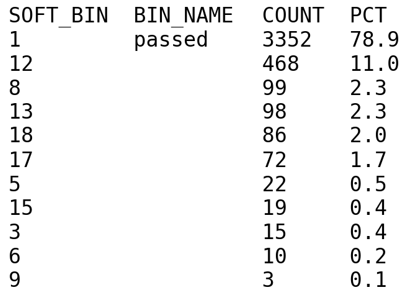 SOFT_BIN BIN_NAME COUNT PCT
1 passed 3352 78.9
12 468 11.0
8 99 2.3
13 98 2.3
18 86 2.0
17 72 1.7
5 22 0.5
15 19 0.4
3 15 0.4
6 10 0.2
9 3 0.1